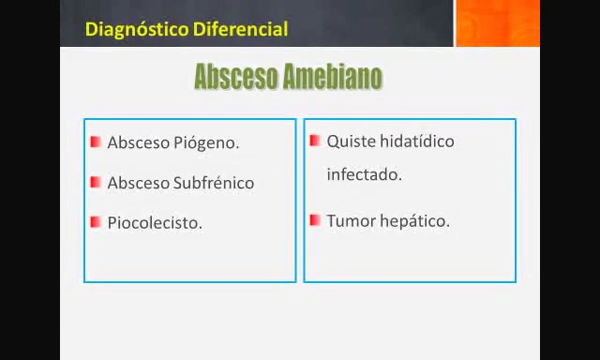 Diagnóstico Diferencial
Absceso Amebiano
Absceso Piógeno.
Absceso Subfrénico
Piocolecisto.
Quiste hidatídico
infectado.
Tumor hepático.